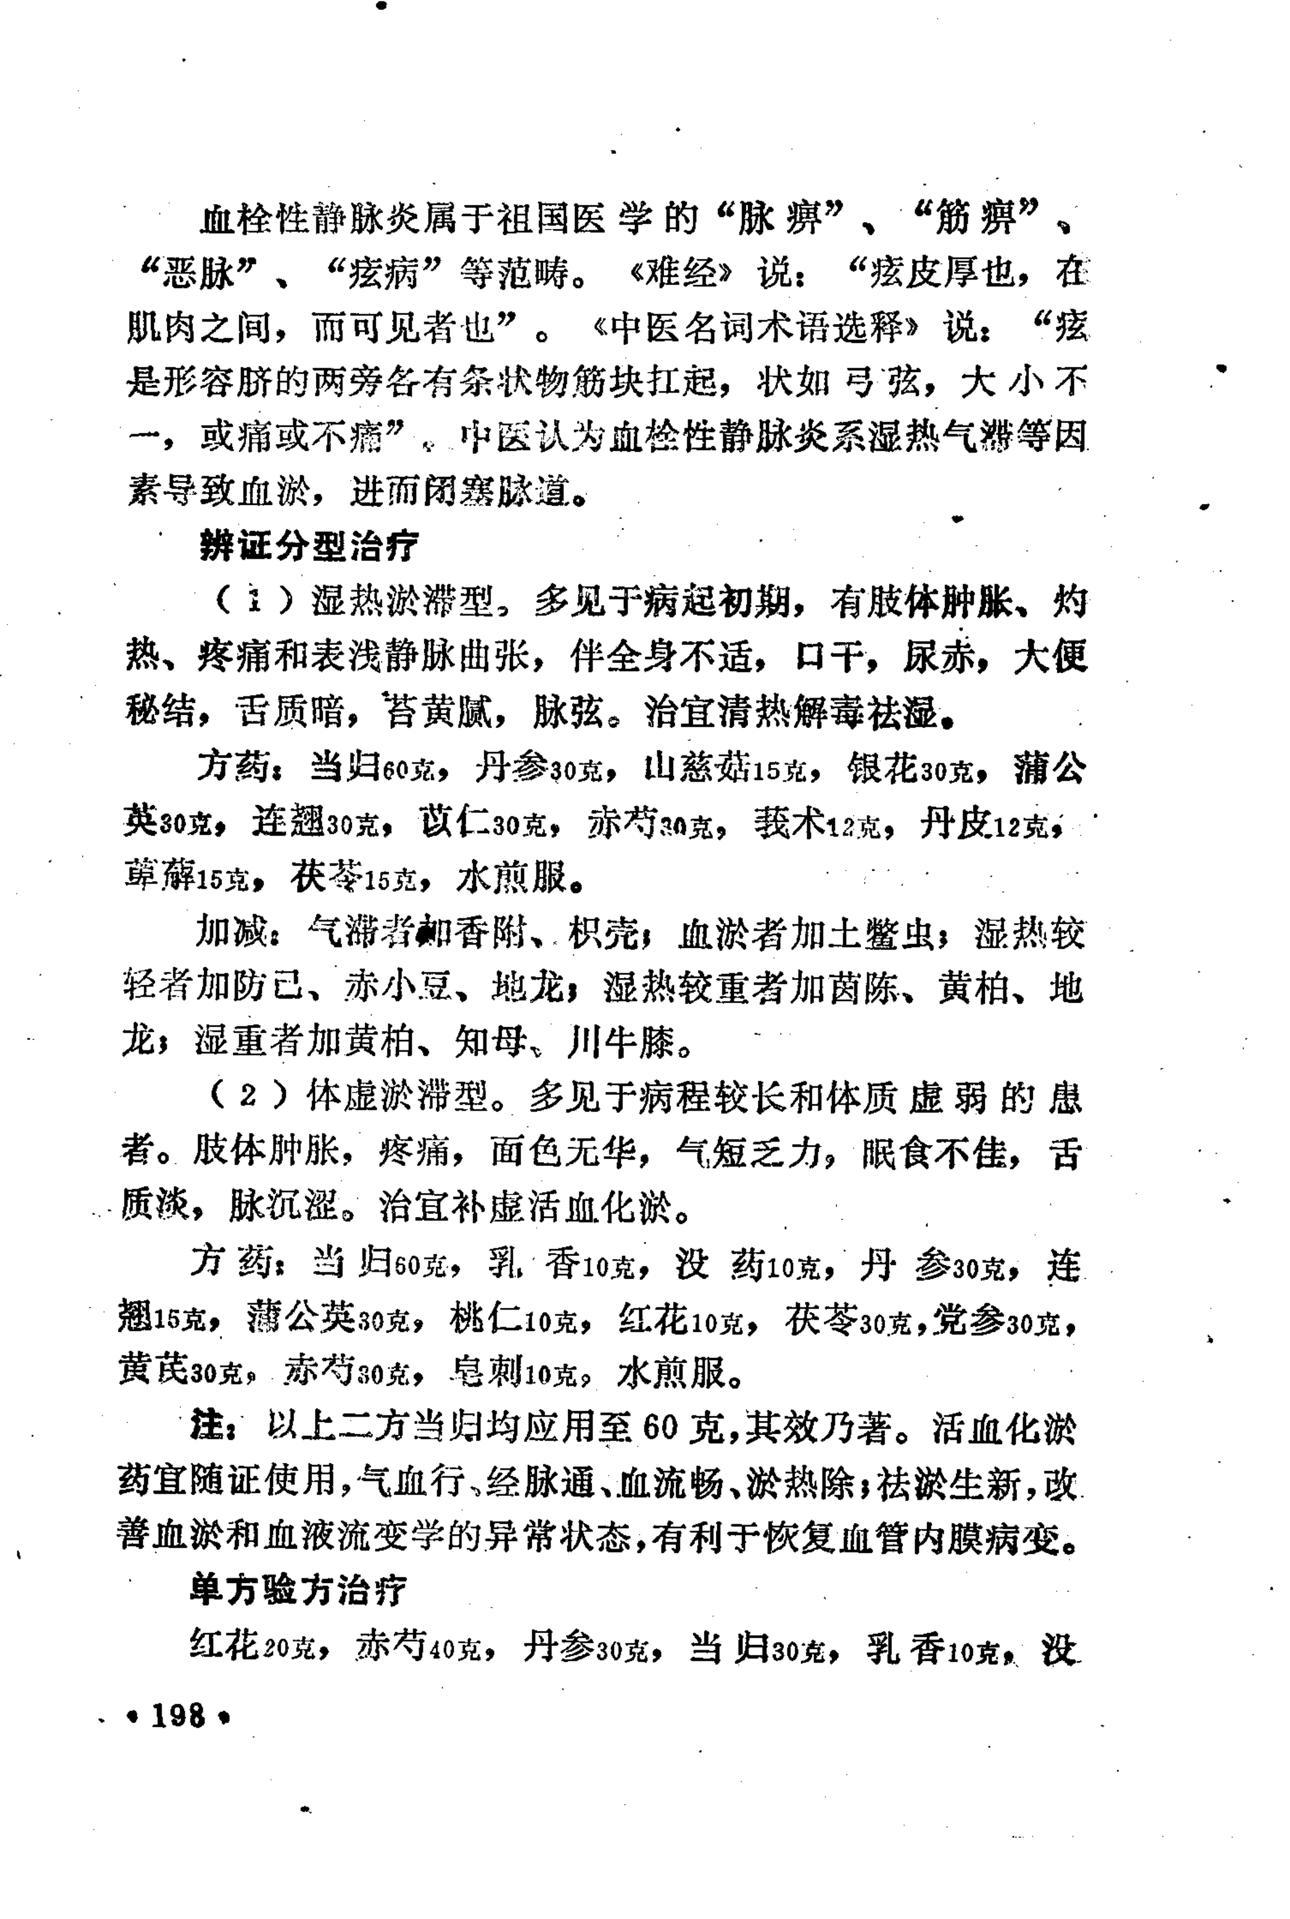 血栓性静脉炎属于祖国医学的“脉痹”、“筋痹”、
“恶脉”、“痃病”等范畴。《难经》说：“痃皮厚也，在
肌肉之间，而可见者也”。《中医名词术语选释》说：“痃
是形容脐的两旁各有条状物筋块扛起，状如弓弦，大小不
一，或痛或不痛”。中医认为血栓性静脉炎系湿热气滞等因
素导致血淤，进而闭塞脉道。
辨证分型治疗
（1）湿热淤滞型。多见于病起初期，有肢体肿胀、灼
热、疼痛和表浅静脉曲张，伴全身不适，口干，尿赤，大便
秘结，舌质暗，苔黄腻，脉弦。治宜清热解毒祛湿。
方药：当归60克，丹参30克，山慈菇15克，银花30克，蒲公
英30克，连翘30克，苡仁30克，赤芍30克，莪术12克，丹皮12克，
萆薢15克，茯苓15克，水煎服。
加减：气滞者加香附、枳壳；血淤者加土鳖虫；湿热较
轻者加防己、赤小豆、地龙；湿热较重者加茵陈、黄柏、地
龙；湿重者加黄柏、知母、川牛膝。
（2）体虚淤滞型。多见于病程较长和体质虚弱的患
者。肢体肿胀，疼痛，面色无华，气短乏力，眠食不佳，舌
质淡，脉沉涩。治宜补虚活血化淤。
方药：当归60克，乳香10克，没药10克，丹参30克，连
翘15克，蒲公英30克，桃仁10克，红花10克，茯苓30克，党参30克，
黄芪30克，赤芍30克，皂刺10克，水煎服。
注：以上二方当归均应用至60克，其效乃著。活血化淤
药宜随证使用，气血行、经脉通、血流畅、淤热除；祛淤生新，改
善血淤和血液流变学的异常状态，有利于恢复血管内膜病变。
单方验方治疗
红花20克，赤芍40克，丹参30克，当归30克，乳香10克，没
• 198 •